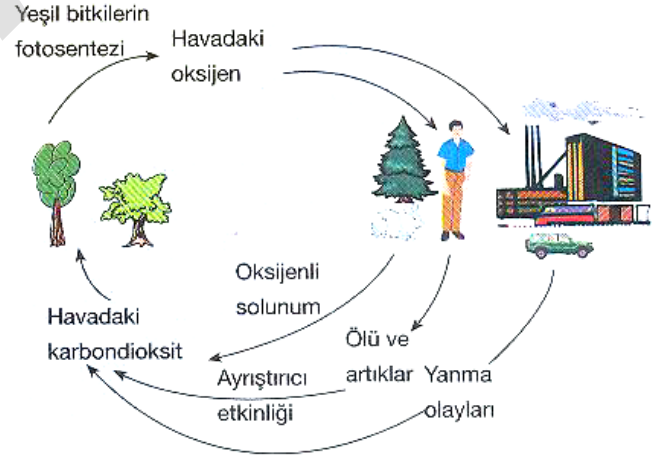 Yeşil bitkilerin
fotosentezi
Havadaki
oksijen
Oksijenli
solunum
Havadaki
karbondioksit
Ölü ve
artıklar
Ayrıştırıcı
etkinliği
Yanma
olayları